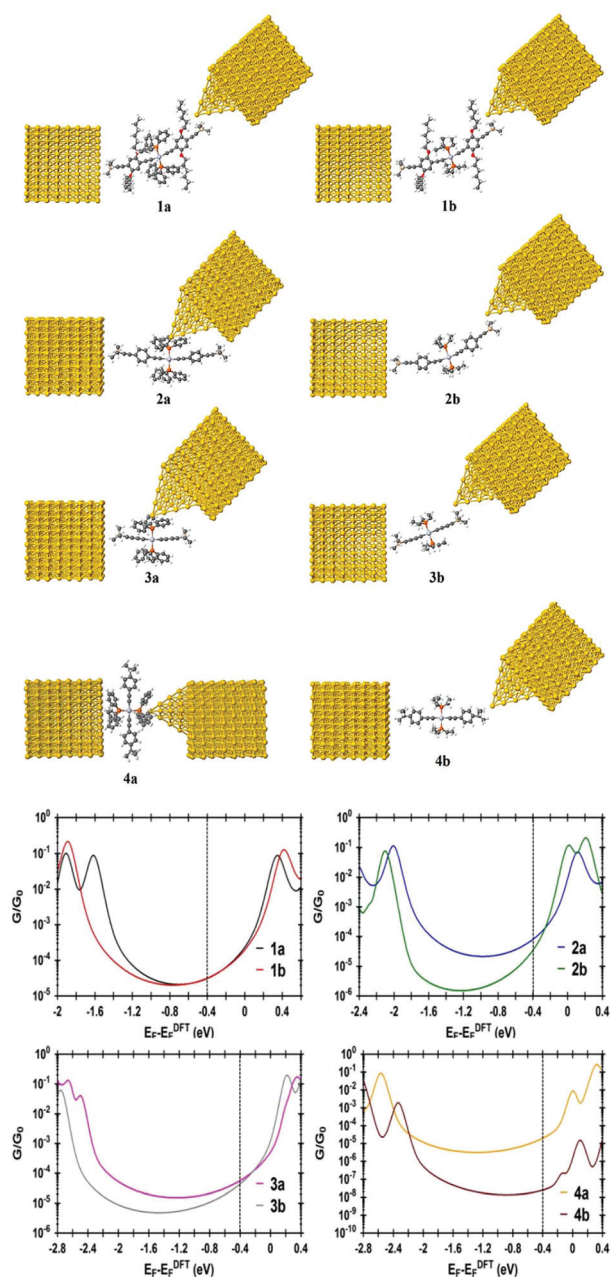 1a
1b
2a
2b
3a
3b
4a
4b
G/G₀
10⁰
10⁻¹
10⁻²
10⁻³
10⁻⁴
10⁻⁵
-2 -1.6 -1.2 -0.8 -0.4 0 0.4
E_F-E_F^DFT (eV)
1a
1b
G/G₀
10⁰
10⁻¹
10⁻²
10⁻³
10⁻⁴
10⁻⁵
10⁻⁶
-2.4 -2 -1.6 -1.2 -0.8 -0.4 0 0.4
E_F-E_F^DFT (eV)
2a
2b
G/G₀
10⁰
10⁻¹
10⁻²
10⁻³
10⁻⁴
10⁻⁵
10⁻⁶
-2.8 -2.4 -2 -1.6 -1.2 -0.8 -0.4 0 0.4
E_F-E_F^DFT (eV)
3a
3b
G/G₀
10⁰
10⁻¹
10⁻²
10⁻³
10⁻⁴
10⁻⁵
10⁻⁶
10⁻⁷
10⁻⁸
10⁻⁹
10⁻¹⁰
-2.8 -2.4 -2 -1.6 -1.2 -0.8 -0.4 0 0.4
E_F-E_F^DFT (eV)
4a
4b